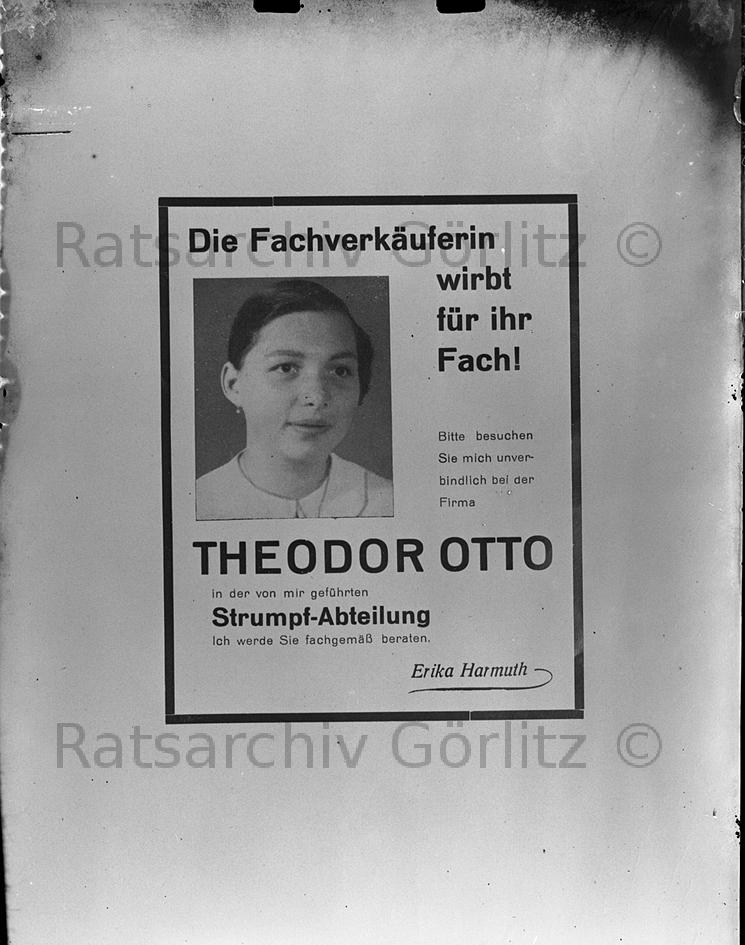 Ratsarchiv Görlitz ©
Die Fachverkäuferin
wirbt
für ihr
Fach!
Bitte besuchen
Sie mich unver-
bindlich bei der
Firma
THEODOR OTTO
in der von mir geführten
Strumpf-Abteilung
Ich werde Sie fachgemäß beraten.
Erika Harmuth
Ratsarchiv Görlitz ©